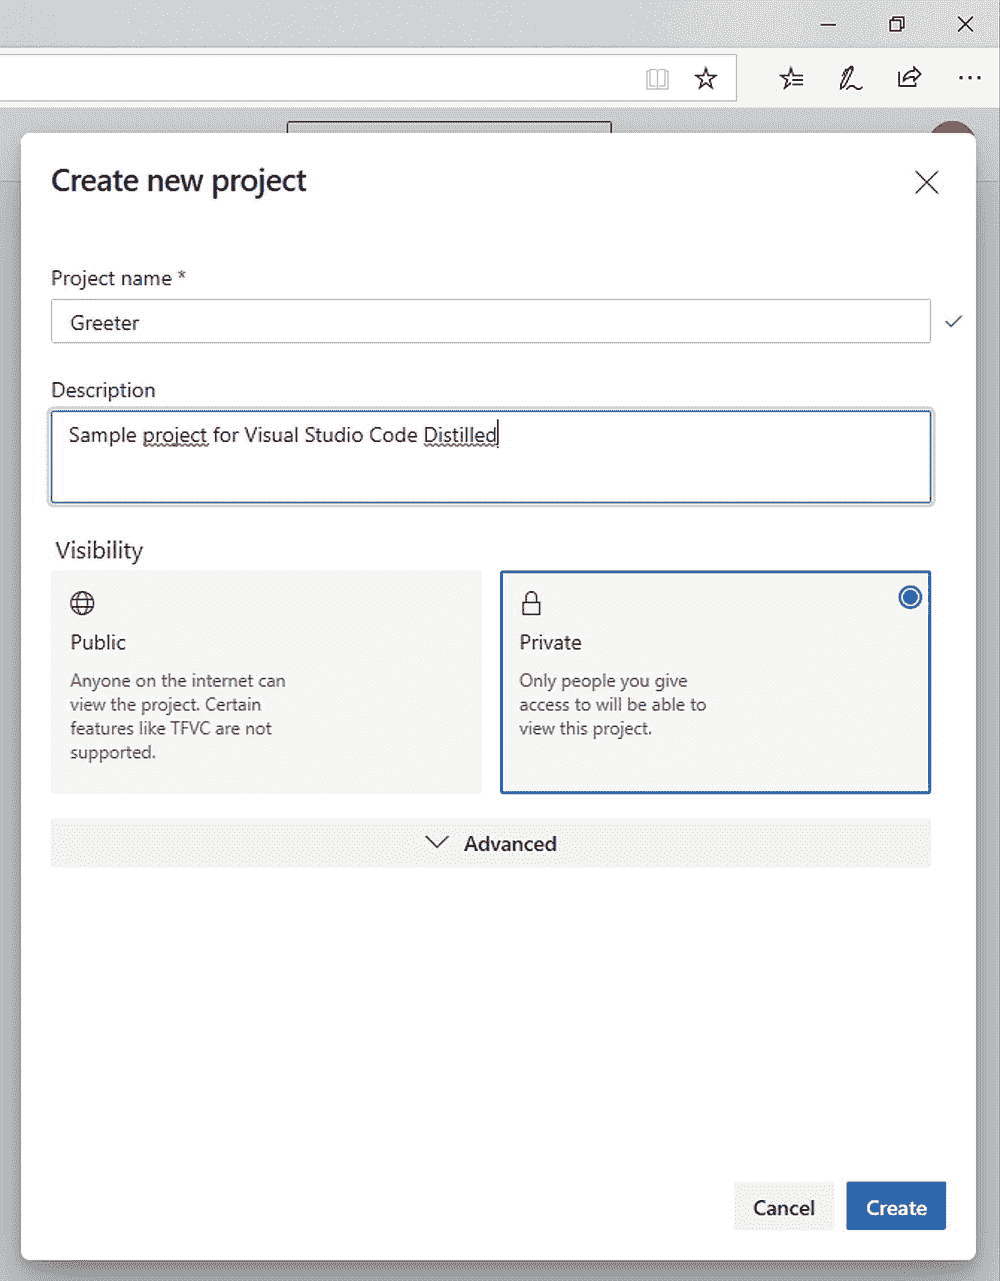 Create new project
Project name *
Greeter
Description
Sample project for Visual Studio Code Distilled
Visibility
Public
Anyone on the internet can
view the project. Certain
features like TFVC are not
supported.
Private
Only people you give
access to will be able to
view this project.
Advanced
Cancel
Create